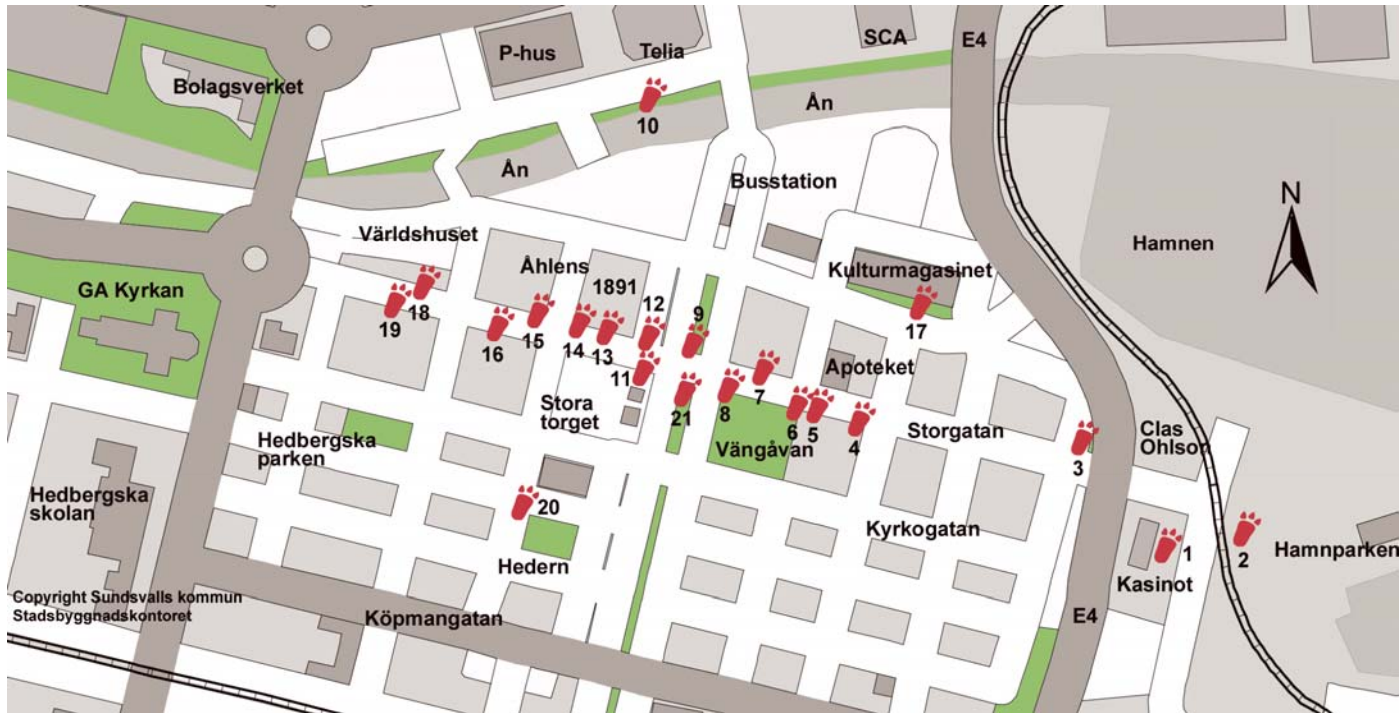 SCA
E4
P-hus
Telia
Bolagsverket
10
Ån
Ån
Busstation
N
Världshuset
Hamnen
Åhlens
Kulturmagasinet
GA Kyrkan
1891
12
9
18
19
17
15
16
14
13
11
7
Apoteket
Stora
torget
21
8
6
5
4
Storgatan
Clas
Ohlson
Hedbergska
parken
Vängåvan
3
Hedbergska
skolan
20
Kyrkogatan
1
2
Hamnparken
Hedern
Kasinot
Copyright Sundsvalls kommun
Stadsbyggnadskontoret
Köpmangatan
E4